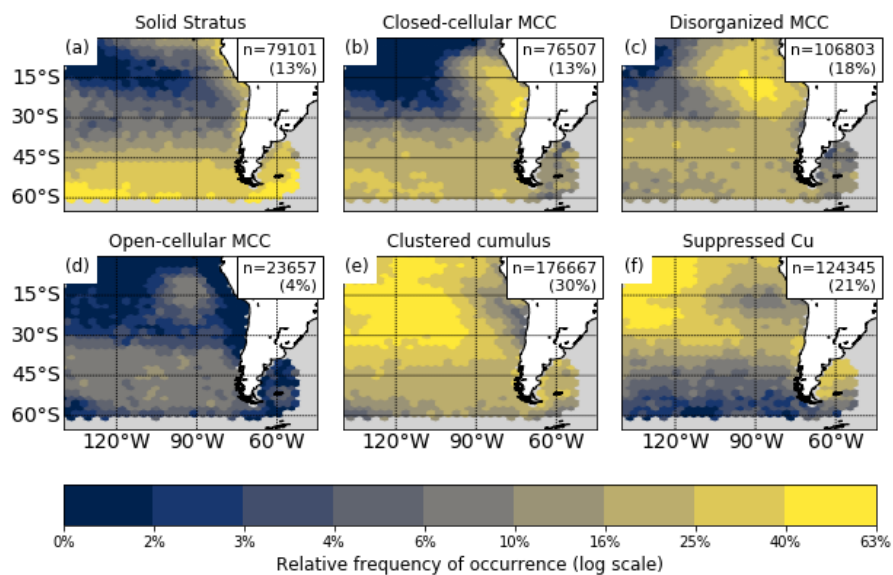 Solid Stratus Closed-cellular MCC Disorganized MCC
(a) n=79101 (b) n=76507 (c) n=106803
(13%) (13%) (18%)
15°S
30°S
45°S
60°S
Open-cellular MCC Clustered cumulus Suppressed Cu
(d) n=23657 (e) n=176667 (f) n=124345
(4%) (30%) (21%)
15°S
30°S
45°S
60°S
120°W 90°W 60°W 120°W 90°W 60°W 120°W 90°W 60°W
0% 2% 3% 4% 6% 10% 16% 25% 40% 63%
Relative frequency of occurrence (log scale)